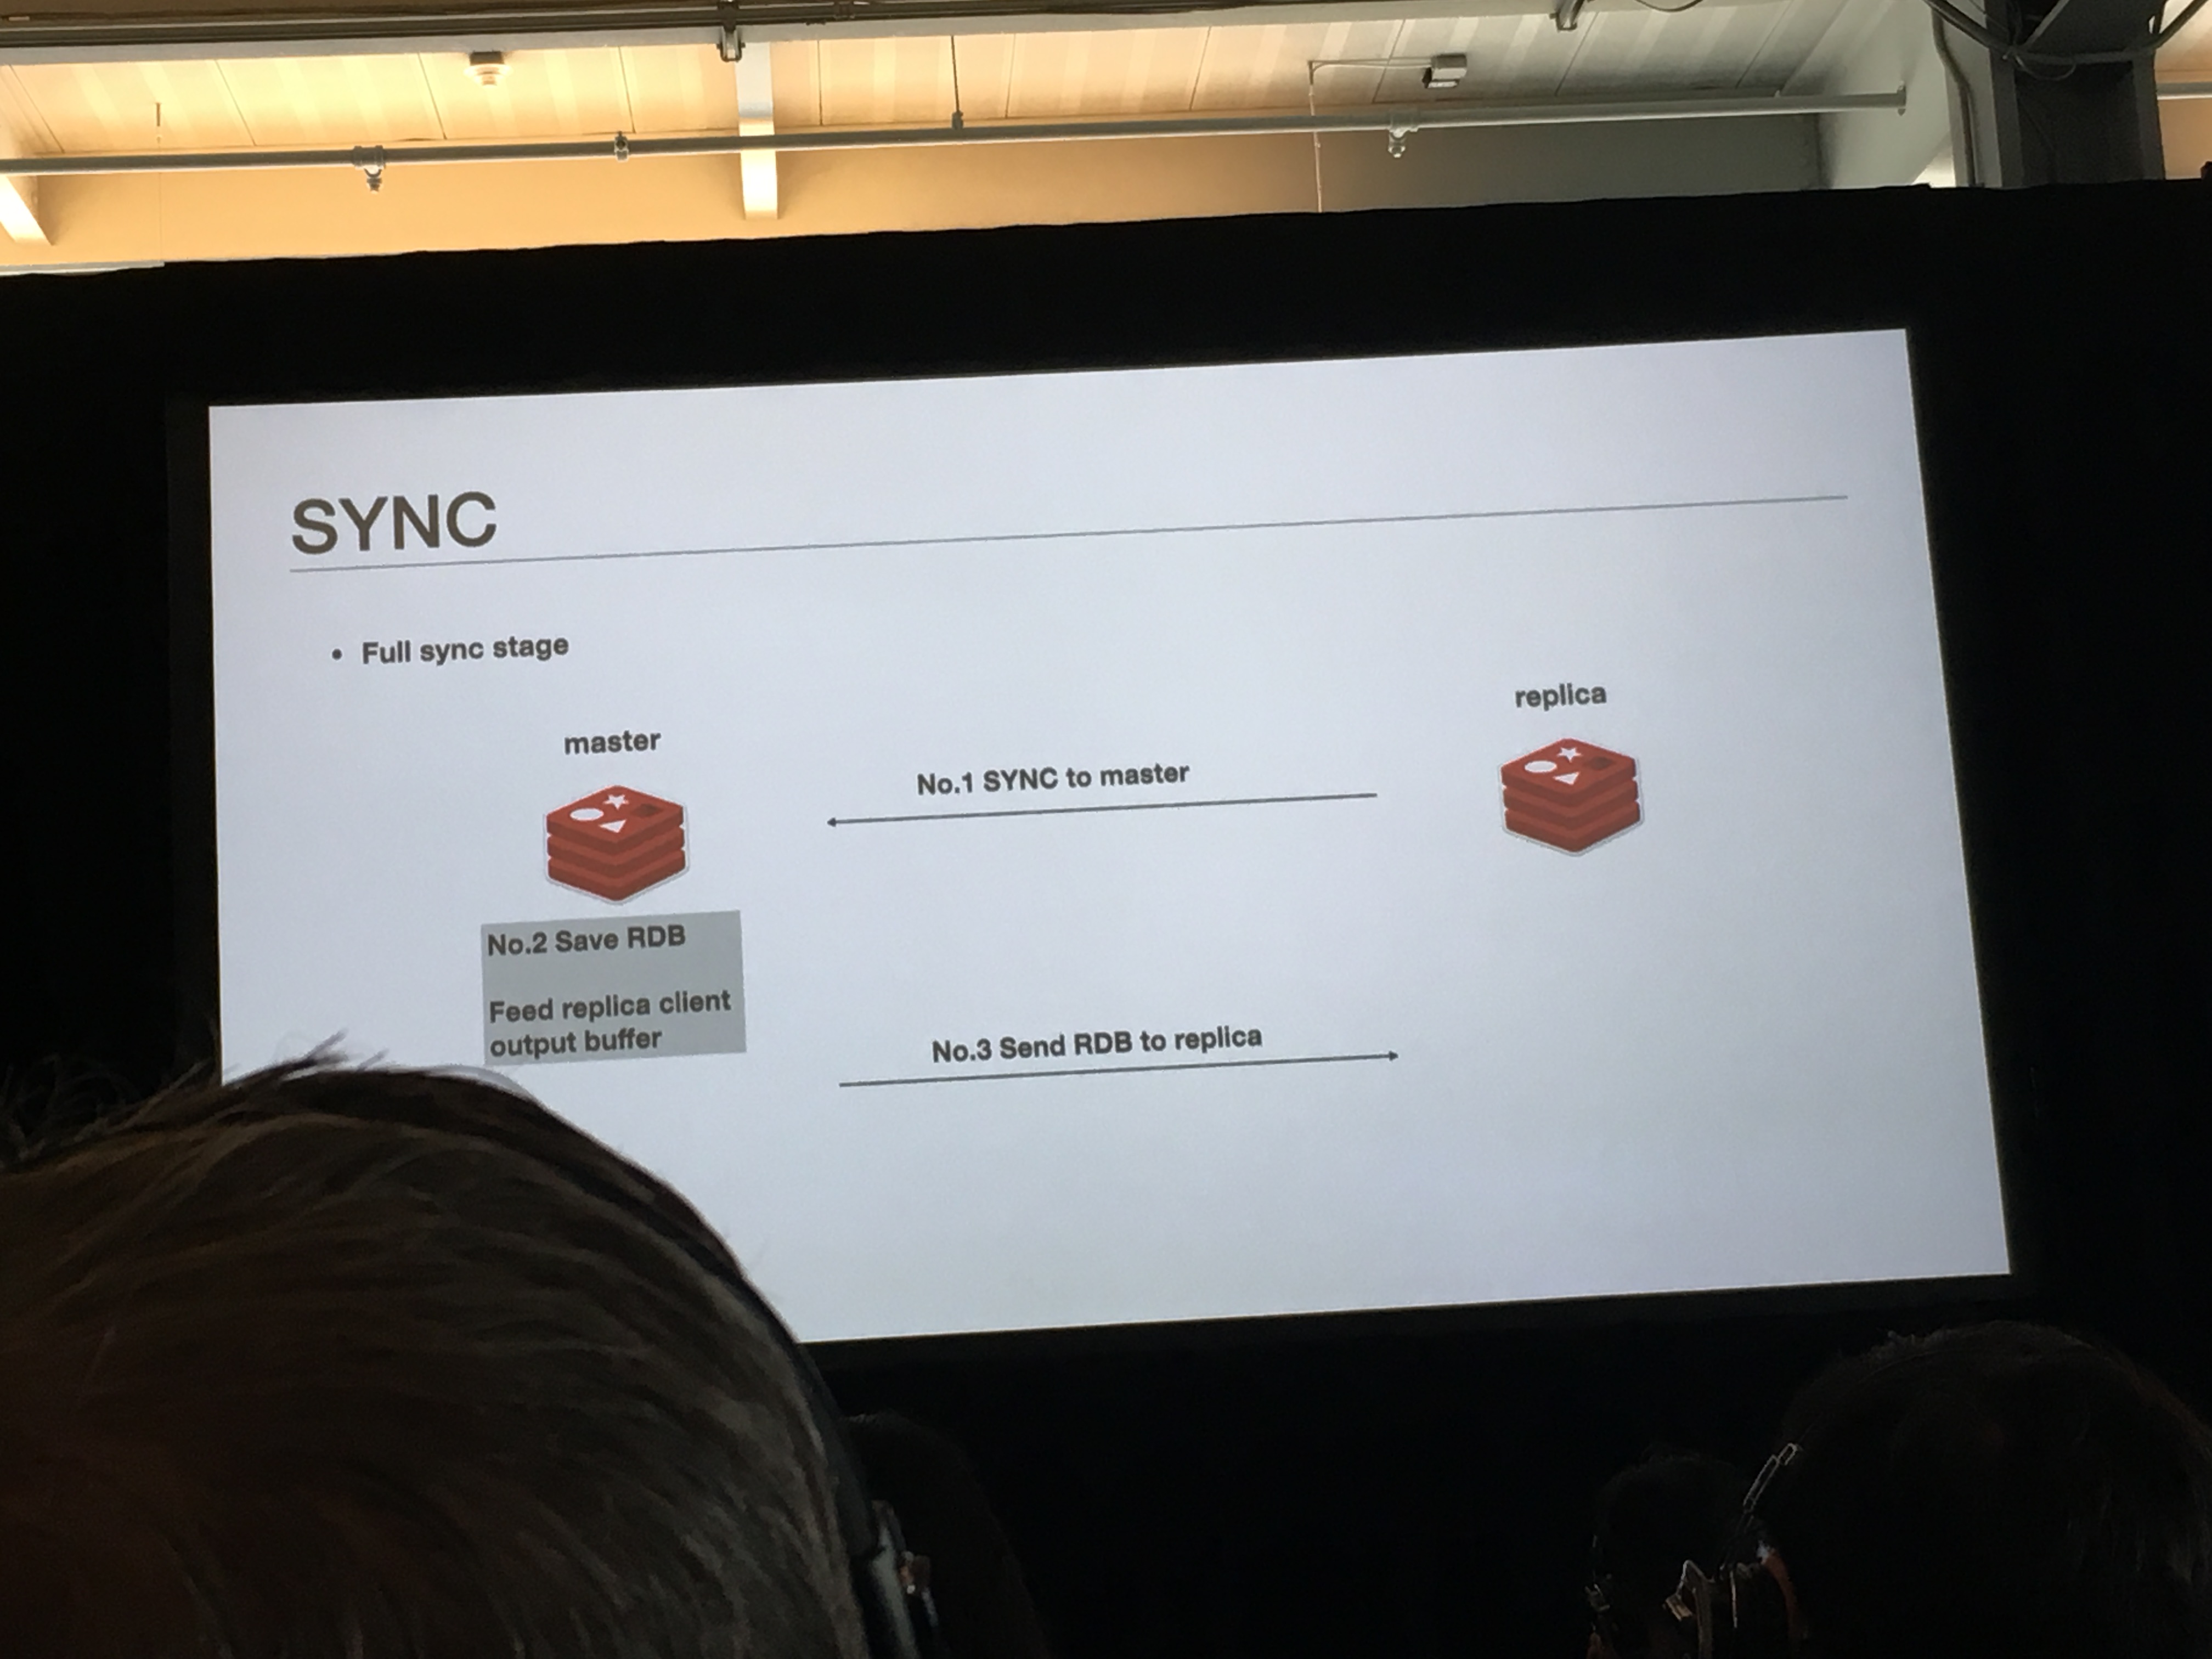 SYNC
• Full sync stage
replica
master
No.1 SYNC to master
No.2 Save RDB
Feed replica client
output buffer
No.3 Send RDB to replica